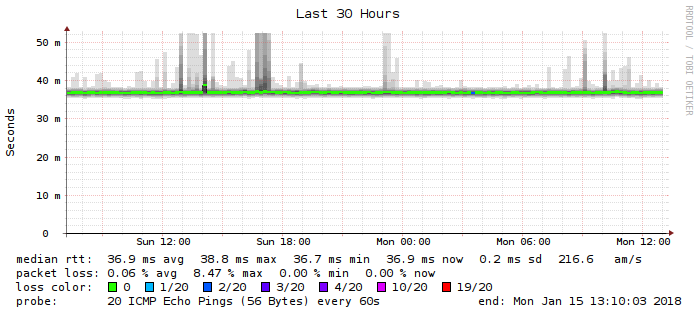 Last 30 Hours
RRDTOOL / TOBI OETIKER
Seconds
50 m
40 m
30 m
20 m
10 m
0
Sun 12:00 Sun 18:00 Mon 00:00 Mon 06:00 Mon 12:00
median rtt: 36.9 ms avg 38.8 ms max 36.7 ms min 36.9 ms now 0.2 ms sd 216.6 am/s
packet loss: 0.06 % avg 8.47 % max 0.00 % min 0.00 % now
loss color: 0 1/20 2/20 3/20 4/20 10/20 19/20
probe: 20 ICMP Echo Pings (56 Bytes) every 60s end: Mon Jan 15 13:10:03 2018